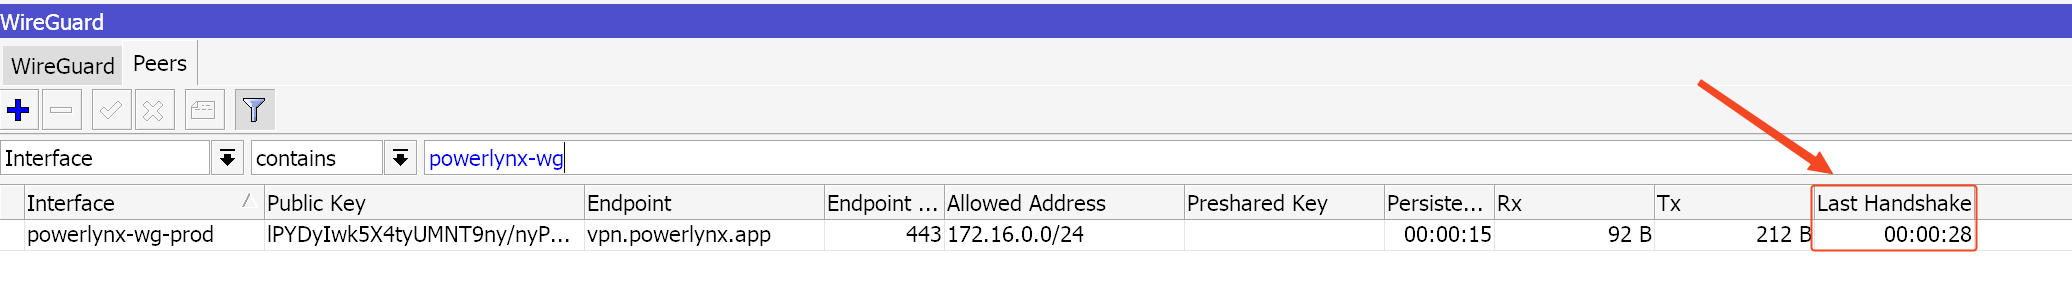 WireGuard
WireGuard Peers
Interface contains powerlynx-wg
Interface Public Key Endpoint Endpoint ... Allowed Address Preshared Key Persiste... Rx Tx Last Handshake
powerlynx-wg-prod lPYDyIwk5X4tyUMNT9ny/nyP... vpn.powerlynx.app 443 172.16.0.0/24 00:00:15 92 B 212 B 00:00:28